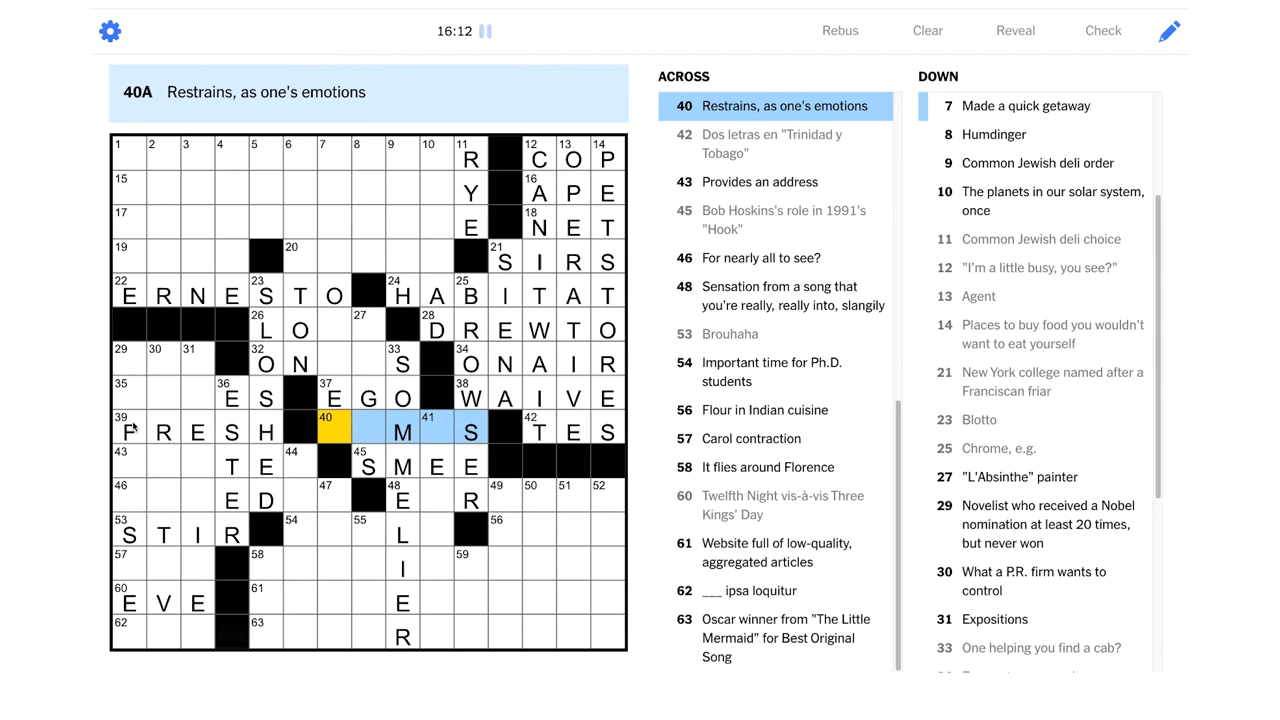 16:12
Rebus Clear Reveal Check
40A Restrains, as one's emotions
1 2 3 4 5 6 7 8 9 10 11 R 12 C 13 O 14 P
15 Y 16 A P E
17 E 18 N E T
19 20 21 S I R S
22 E R N E 23 S T O 24 H A 25 B I T A T
26 L O 27 28 D R E W T O
29 30 31 32 O N 33 S 34 O N A I R
35 36 E S 37 E G O 38 W A I V E
39 F R E S H 40 M 41 S 42 T E S
43 T E 44 45 S M E E
46 E D 47 48 E R 49 50 51 52
53 S T I R 54 55 L 56
57 58 I 59
60 E V E 61 E
62 63 R
ACROSS
40 Restrains, as one's emotions
42 Dos letras en "Trinidad y
Tobago"
43 Provides an address
45 Bob Hoskins's role in 1991's
"Hook"
46 For nearly all to see?
48 Sensation from a song that
you're really, really into, slangily
53 Brouhaha
54 Important time for Ph.D.
students
56 Flour in Indian cuisine
57 Carol contraction
58 It flies around Florence
60 Twelfth Night vis-à-vis Three
Kings' Day
61 Website full of low-quality,
aggregated articles
62 ___ ipsa loquitur
63 Oscar winner from "The Little
Mermaid" for Best Original
Song
DOWN
7 Made a quick getaway
8 Humdinger
9 Common Jewish deli order
10 The planets in our solar system,
once
11 Common Jewish deli choice
12 "I'm a little busy, you see?"
13 Agent
14 Places to buy food you wouldn't
want to eat yourself
21 New York college named after a
Franciscan friar
23 Blotto
25 Chrome, e.g.
27 "L'Absinthe" painter
29 Novelist who received a Nobel
nomination at least 20 times,
but never won
30 What a P.R. firm wants to
control
31 Expositions
33 One helping you find a cab?